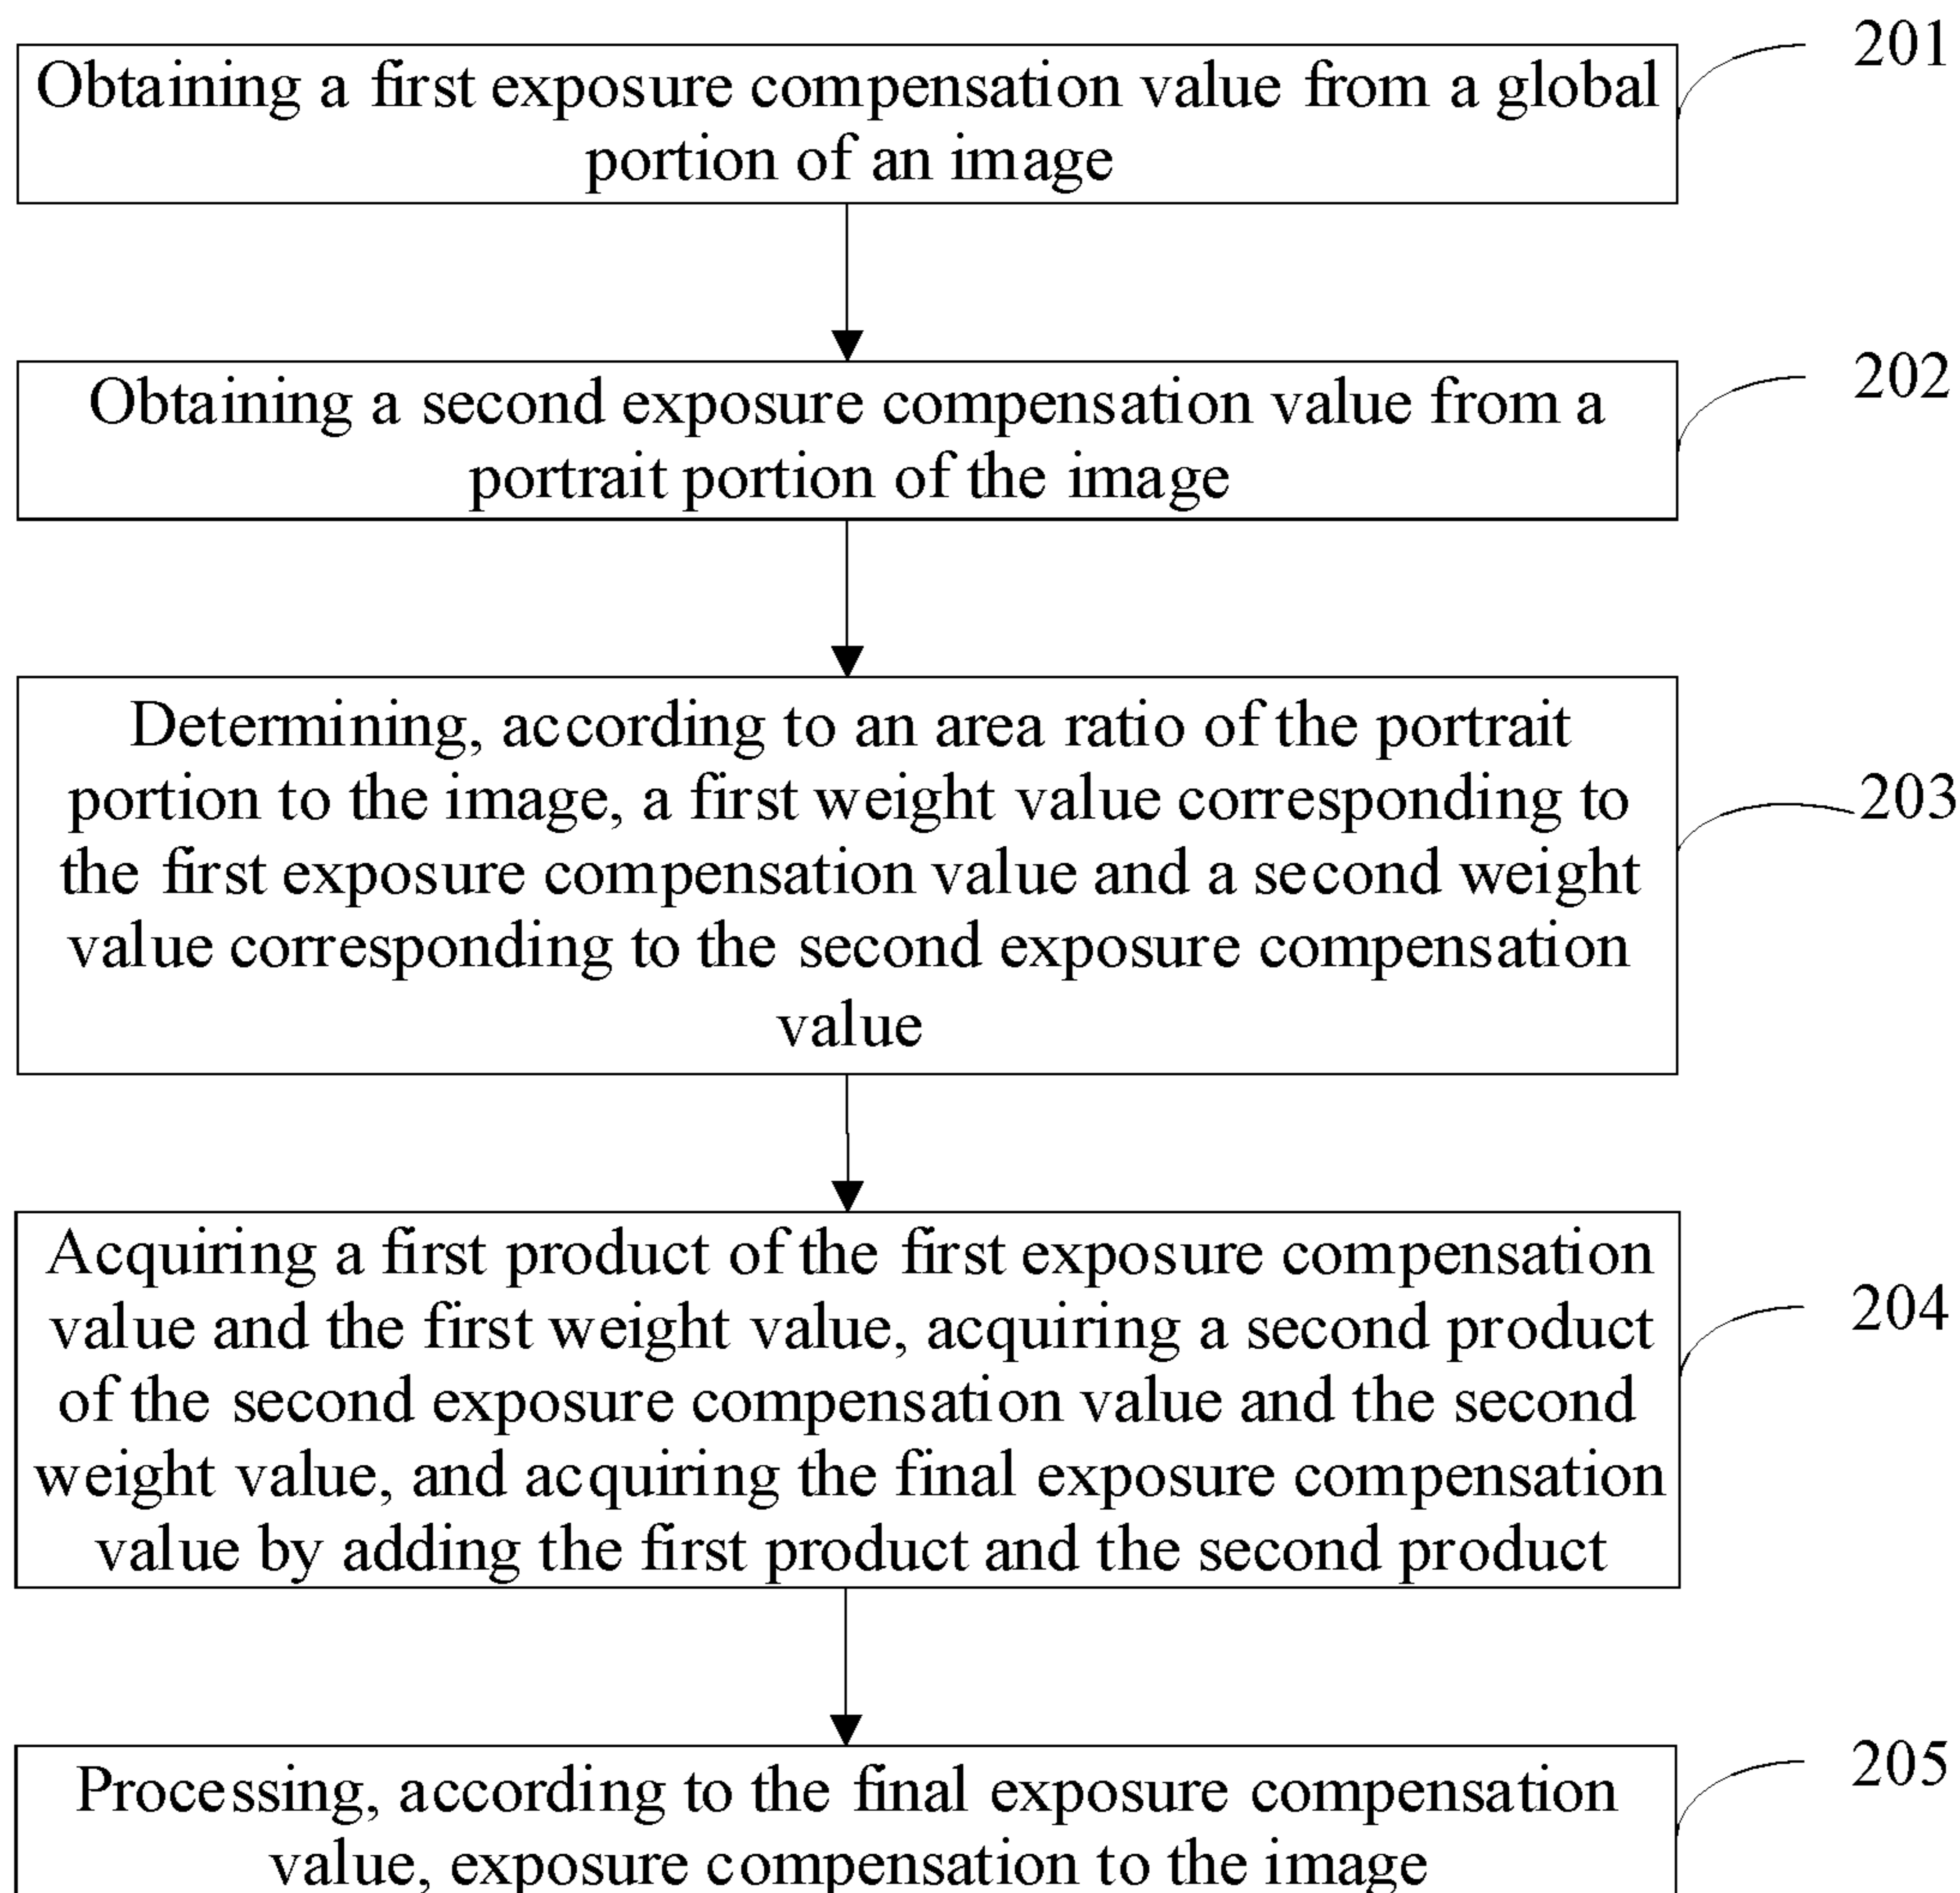 201
Obtaining a first exposure compensation value from a global
portion of an image
202
Obtaining a second exposure compensation value from a
portrait portion of the image
Determining, according to an area ratio of the portrait
portion to the image, a first weight value corresponding to
203
the first exposure compensation value and a second weight
value corresponding to the second exposure compensation
value
Acquiring a first product of the first exposure compensation
204
value and the first weight value, acquiring a second product
of the second exposure compensation value and the second
weight value, and acquiring the final exposure compensation
value by adding the first product and the second product
205
Processing, according to the final exposure compensation
value, exposure compensation to the image